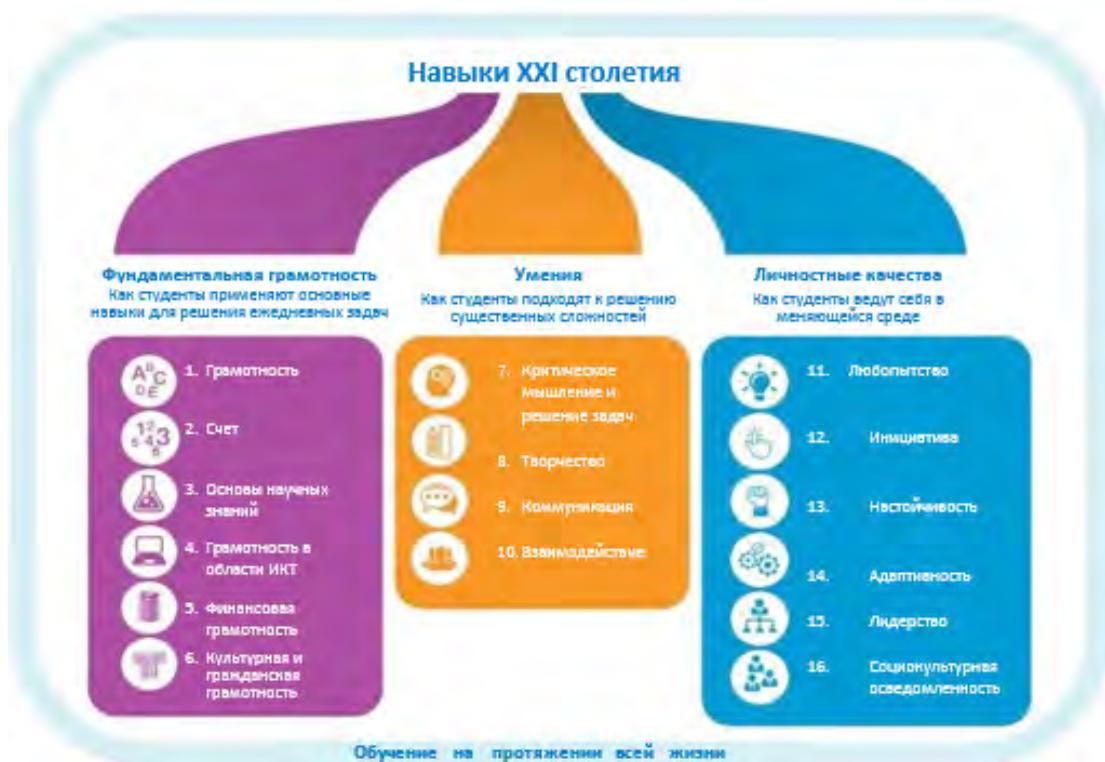 Навыки XXI столетия
Фундаментальная грамотность
Как студенты применяют основные
навыки для решения ежедневных задач
1. Грамотность
2. Счет
3. Основы научных
знаний
4. Грамотность в
области ИКТ
5. Финансовая
грамотность
6. Культурная и
гражданская
грамотность
Умения
Как студенты подходят к решению
существенных сложностей
7. Критическое
мышление и
решение задач
8. Творчество
9. Коммуникация
10. Взаимодействие
Личностные качества
Как студенты ведут себя в
меняющейся среде
11. Любопытство
12. Инициатива
13. Настойчивость
14. Адаптивность
15. Лидерство
16. Социокультурная
осведомленность
Обучение на протяжении всей жизни